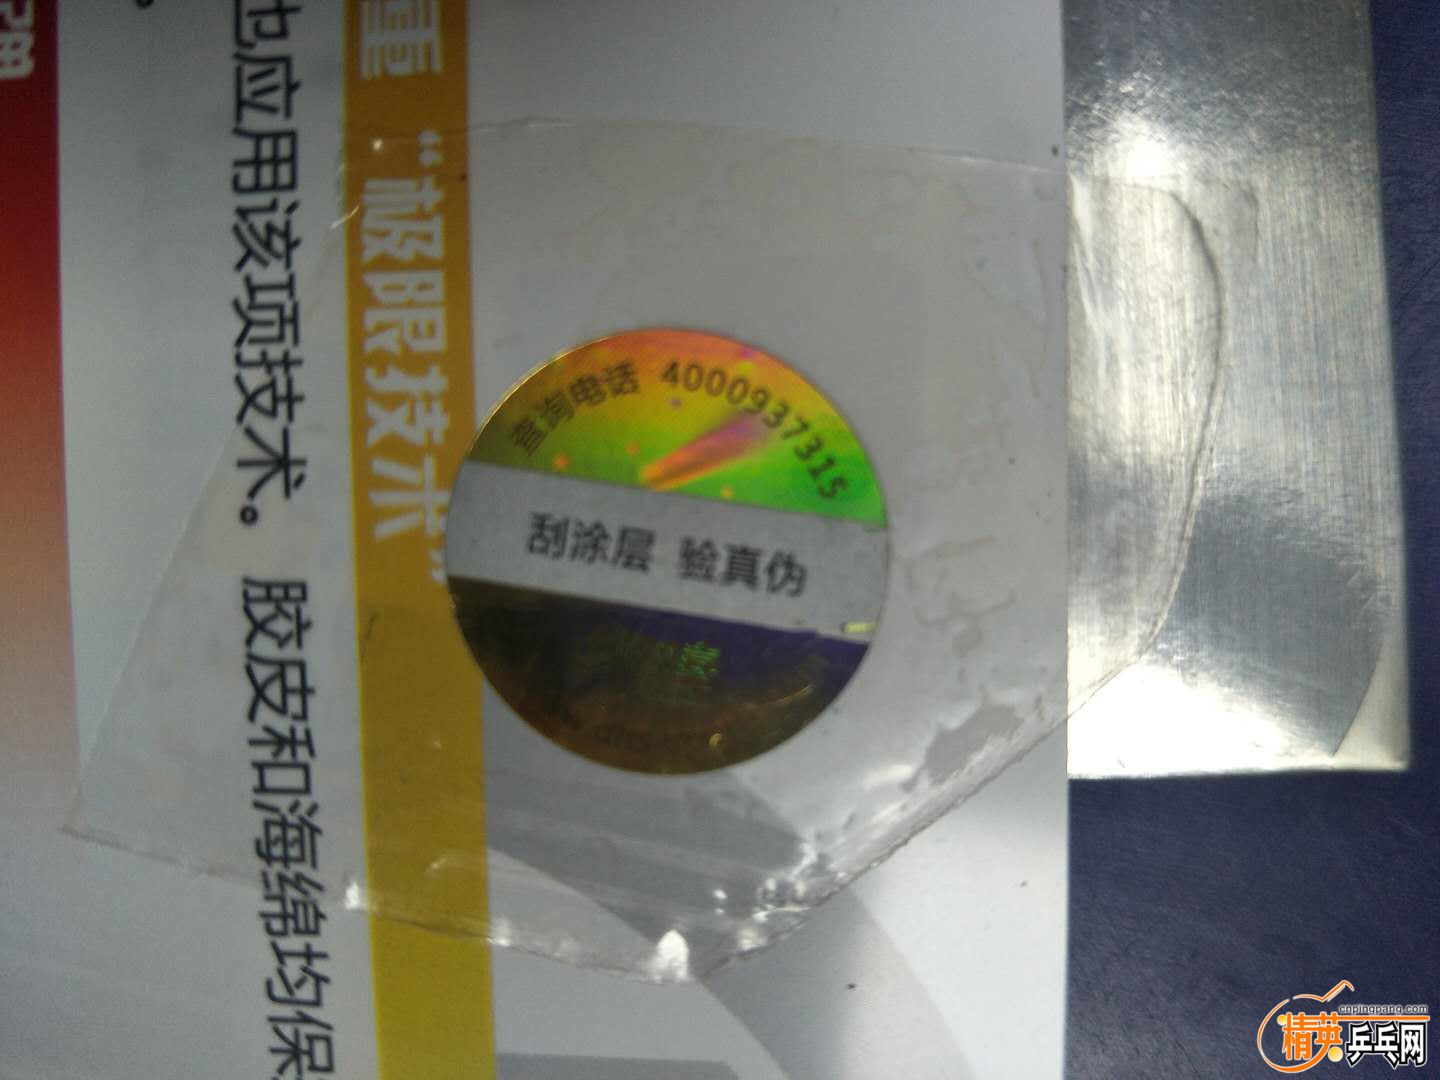 查询电话 4000937315
刮涂层 验真伪
也应用该项技术。胶皮和海绵均保
重“极限技术”
cnpingpang.com
精英乒乓网